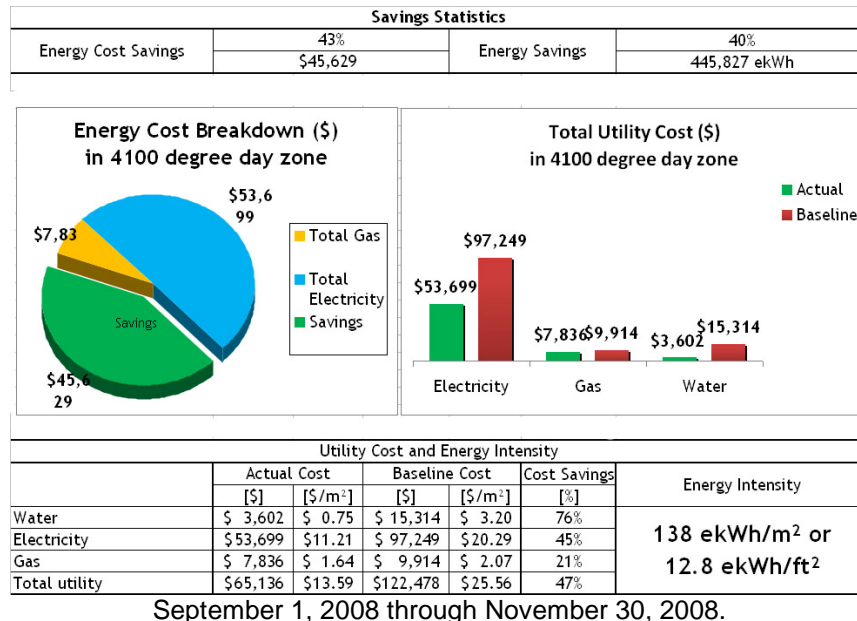 Savings Statistics
Energy Cost Savings 43% Energy Savings 40%
$45,629 445,827 ekWh
Energy Cost Breakdown ($)
in 4100 degree day zone
$53,6
99
$7,83
Savings
$45,6
29
Total Gas
Total
Electricity
Savings
Total Utility Cost ($)
in 4100 degree day zone
Actual
Baseline
$97,249
$53,699
$7,836 $9,914
$3,602 $15,314
Electricity Gas Water
Utility Cost and Energy Intensity
Actual Cost Baseline Cost Cost Savings Energy Intensity
[$] [$/m²] [$] [$/m²] [%]
Water $ 3,602 $ 0.75 $ 15,314 $ 3.20 76%
Electricity $53,699 $11.21 $ 97,249 $20.29 45%
Gas $ 7,836 $ 1.64 $ 9,914 $ 2.07 21%
Total utility $65,136 $13.59 $122,478 $25.56 47%
138 ekWh/m² or
12.8 ekWh/ft²
September 1, 2008 through November 30, 2008.